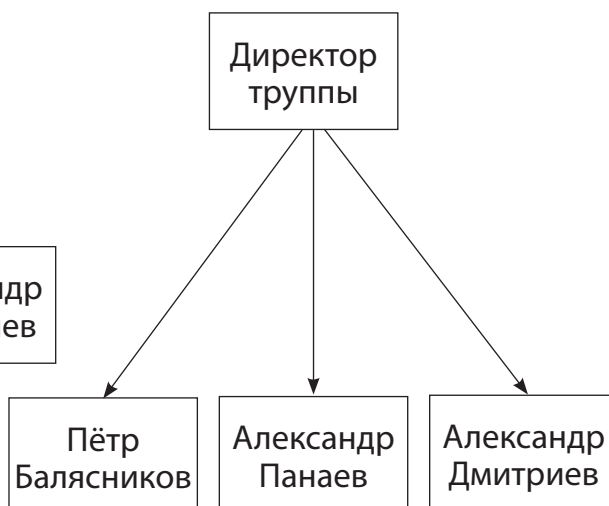 Директор
труппы
Пётр
Балясников
Александр
Панаев
Александр
Дмитриев